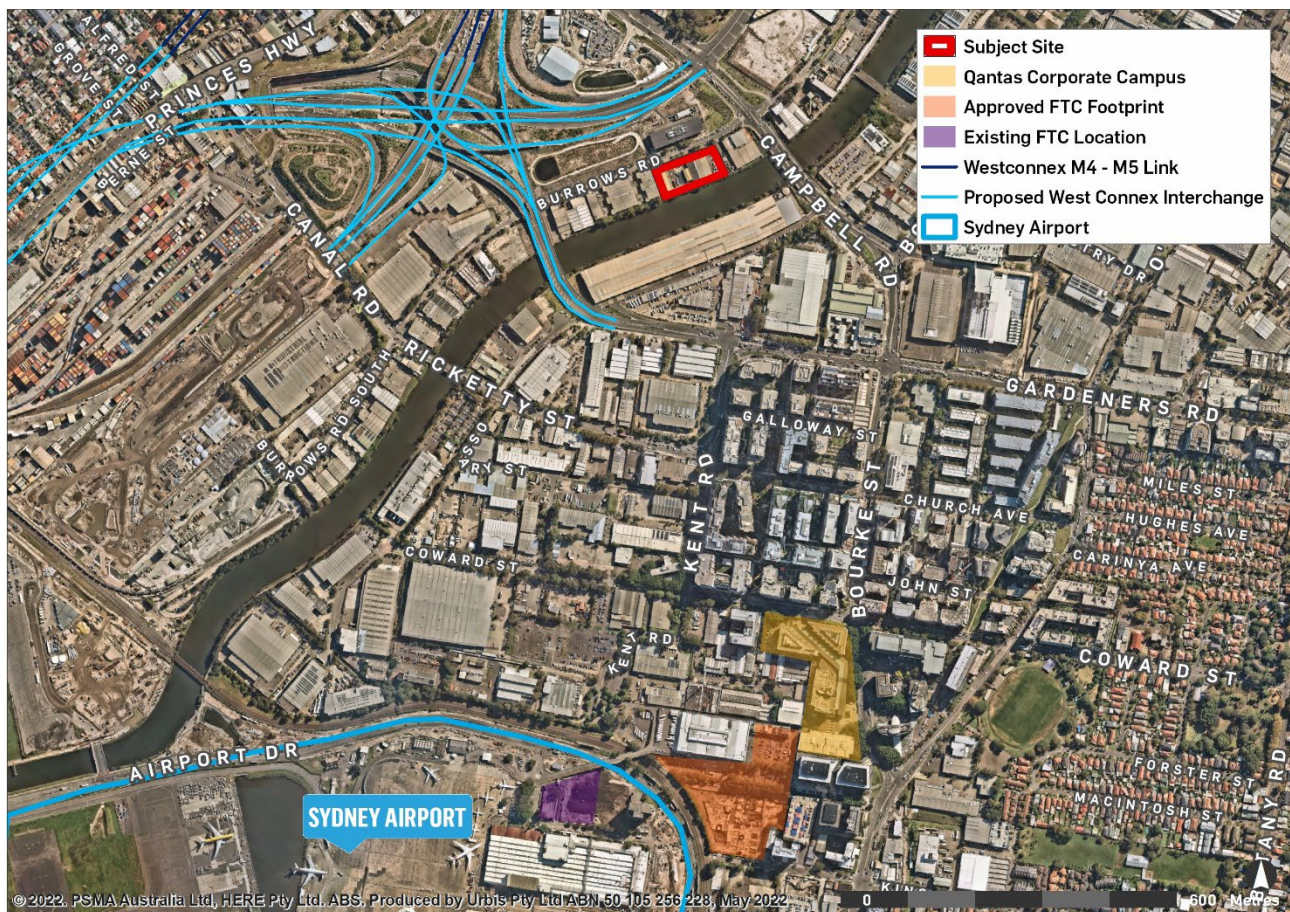 Subject Site
Qantas Corporate Campus
Approved FTC Footprint
Existing FTC Location
Westconnex M4 - M5 Link
Proposed West Connex Interchange
Sydney Airport
ALFRED ST
GROVE ST
PRINCES HWY
BERNE ST
CANAL RD
BURROWS RD
CAMPBELL RD
RICKETTY ST
BURROWS RD SOUTH
GARDENERS RD
GALLOWAY ST
KENT RD
BOURKE ST
CHURCH AVE
MILES ST
HUGHES AVE
CARINYA AVE
JOHN ST
COWARD ST
KENT RD
COWARD ST
AIRPORT DR
SYDNEY AIRPORT
FORSTER ST
MACINTOSH ST
BOTANY RD
© 2022. PSMA Australia Ltd, HERE Pty Ltd. ABS. Produced by Urbis Pty Ltd ABN 50 105 256 228, May 2022
0 600 Metres